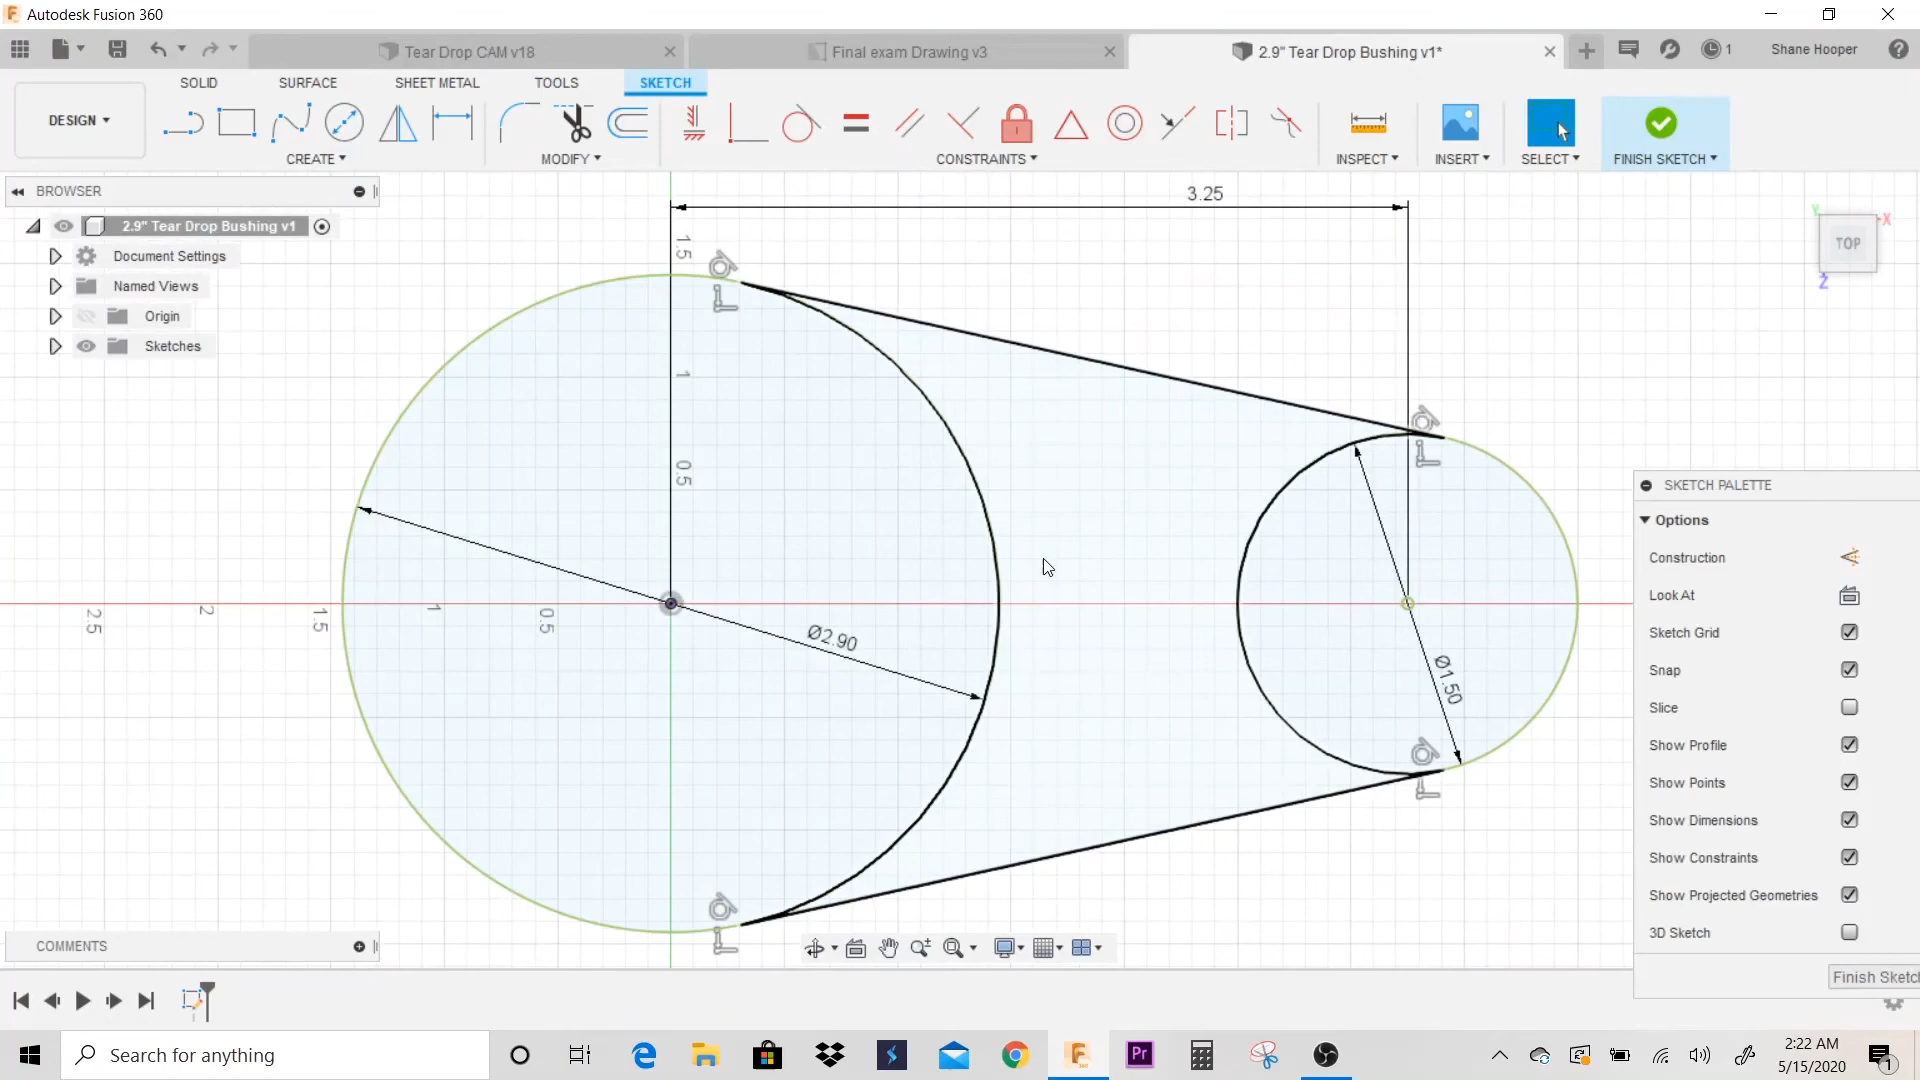 Autodesk Fusion 360
Tear Drop CAM v18
Final exam Drawing v3
2.9" Tear Drop Bushing v1*
1
Shane Hooper
DESIGN
SOLID
SURFACE
SHEET METAL
TOOLS
SKETCH
CREATE
MODIFY
CONSTRAINTS
INSPECT
INSERT
SELECT
FINISH SKETCH
BROWSER
2.9" Tear Drop Bushing v1
Document Settings
Named Views
Origin
Sketches
3.25
1.5
1
0.5
2.5
2
1.5
1
0.5
Ø2.90
Ø1.50
Y
X
TOP
Z
SKETCH PALETTE
Options
Construction
Look At
Sketch Grid
Snap
Slice
Show Profile
Show Points
Show Dimensions
Show Constraints
Show Projected Geometries
3D Sketch
Finish Sketch
COMMENTS
Search for anything
Pr
2:22 AM
5/15/2020
1